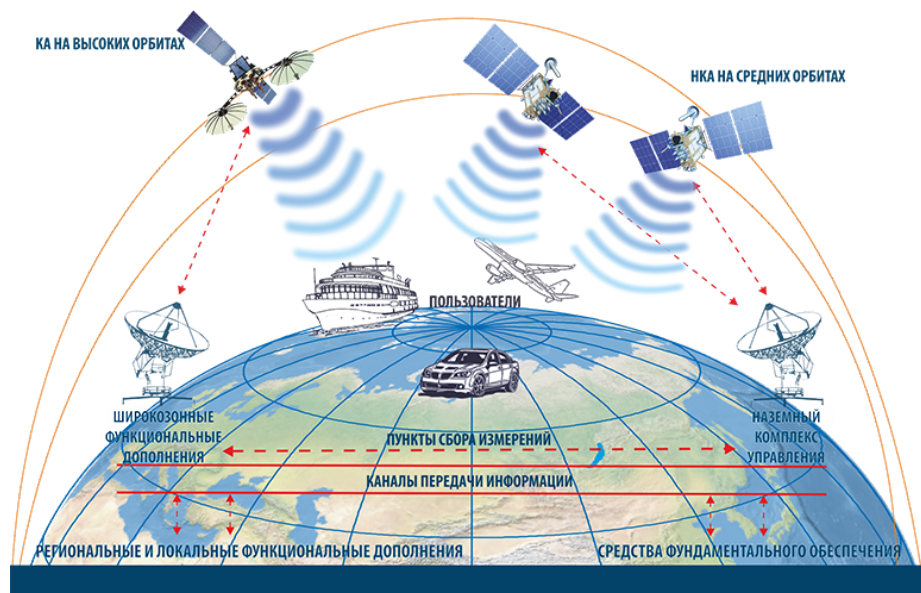 КА НА ВЫСОКИХ ОРБИТАХ
НКА НА СРЕДНИХ ОРБИТАХ
ПОЛЬЗОВАТЕЛИ
ШИРОКОЗОННЫЕ
ФУНКЦИОНАЛЬНЫЕ
ДОПОЛНЕНИЯ
НАЗЕМНЫЙ
КОМПЛЕКС
УПРАВЛЕНИЯ
ПУНКТЫ СБОРА ИЗМЕРЕНИЙ
КАНАЛЫ ПЕРЕДАЧИ ИНФОРМАЦИИ
РЕГИОНАЛЬНЫЕ И ЛОКАЛЬНЫЕ ФУНКЦИОНАЛЬНЫЕ ДОПОЛНЕНИЯ
СРЕДСТВА ФУНДАМЕНТАЛЬНОГО ОБЕСПЕЧЕНИЯ